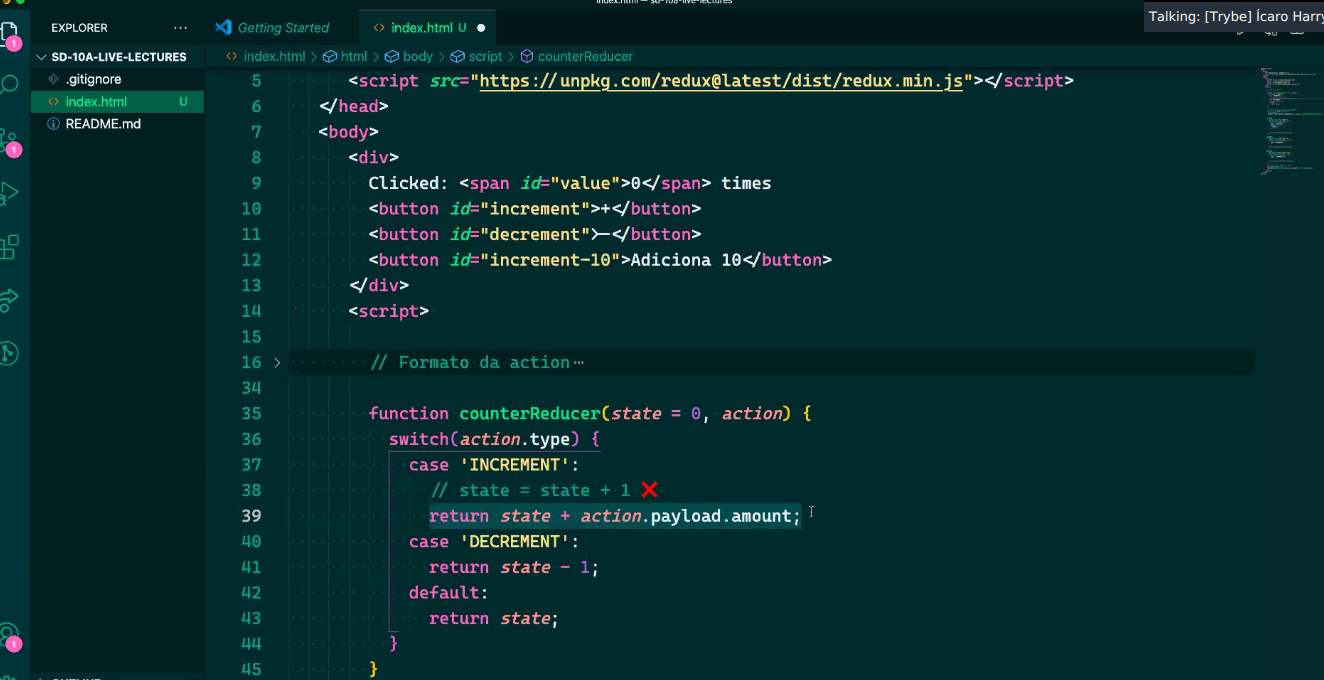 index.html — sd-10a-live-lectures
Talking: [Trybe] Ícaro Harry
EXPLORER ···
Getting Started
<> index.html U ●
SD-10A-LIVE-LECTURES
.gitignore
<> index.html U
README.md
OUTLINE
1
1
1
<> index.html > html > body > script > counterReducer
5 <script src="https://unpkg.com/redux@latest/dist/redux.min.js"></script>
6 </head>
7 <body>
8 <div>
9 Clicked: <span id="value">0</span> times
10 <button id="increment">+</button>
11 <button id="decrement">-</button>
12 <button id="increment-10">Adiciona 10</button>
13 </div>
14 <script>
15
16 > // Formato da action ···
34
35 function counterReducer(state = 0, action) {
36 switch(action.type) {
37 case 'INCREMENT':
38 // state = state + 1 ❌
39 return state + action.payload.amount;
40 case 'DECREMENT':
41 return state - 1;
42 default:
43 return state;
44 }
45 }